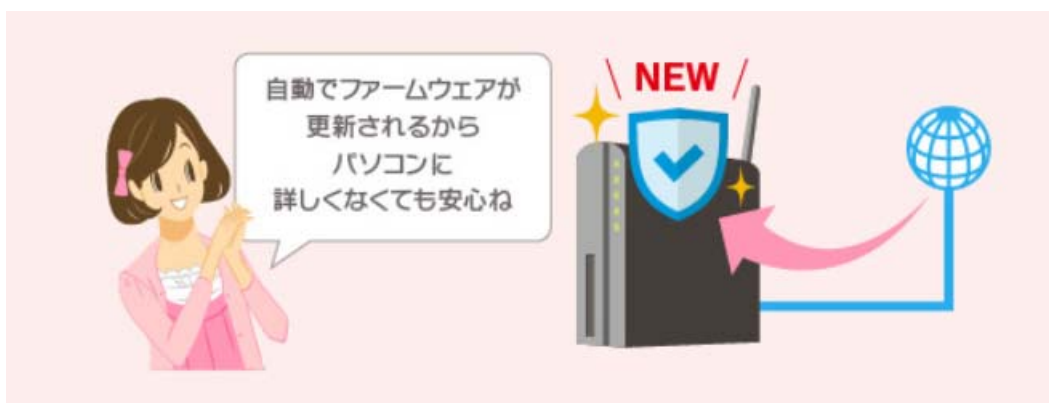 自動でファームウェアが
更新されるから
パソコンに
詳しくなくても安心ね
NEW